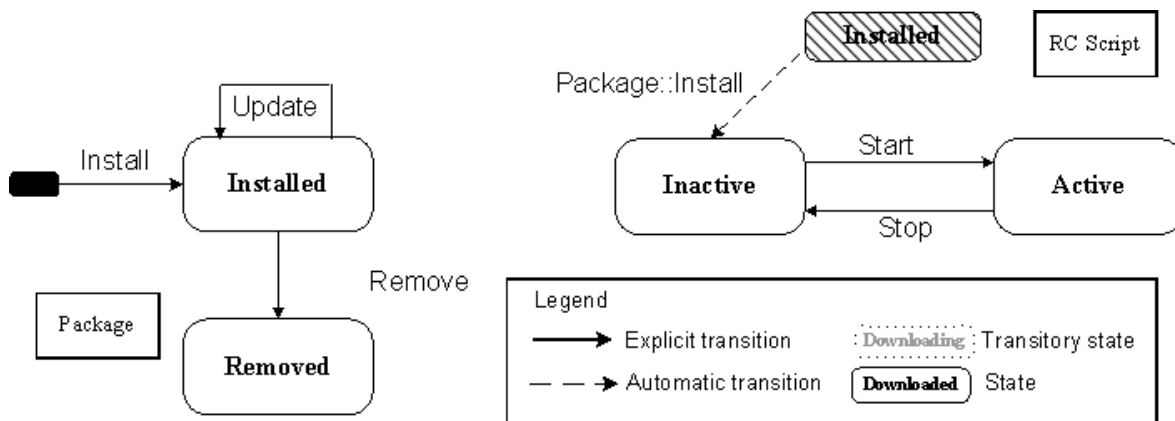 Installed
RC Script
Package::Install
Update
Install
Installed
Start
Inactive
Active
Stop
Remove
Package
Removed
Legend
Explicit transition
Downloading
Transitory state
Automatic transition
Downloaded
State